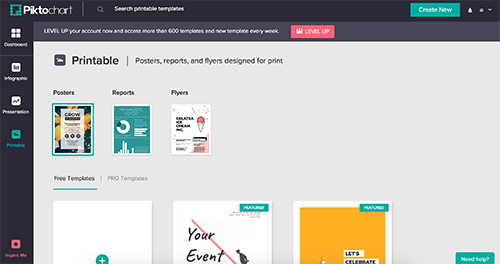 Piktochart
Search printable templates
Create New
LEVEL UP your account now and access more than 600 templates and new template every week.
LEVEL UP
Dashboard
Infographic
Presentation
Printable
Inspire Me
Printable | Posters, reports, and flyers designed for print
Posters
Reports
Flyers
GROW
GELATEA
ICE
CREAM
INC.
Free Templates | PRO Templates
FEATURED
Your
Event
FEATURED
LET'S
CELEBRATE
Need help?